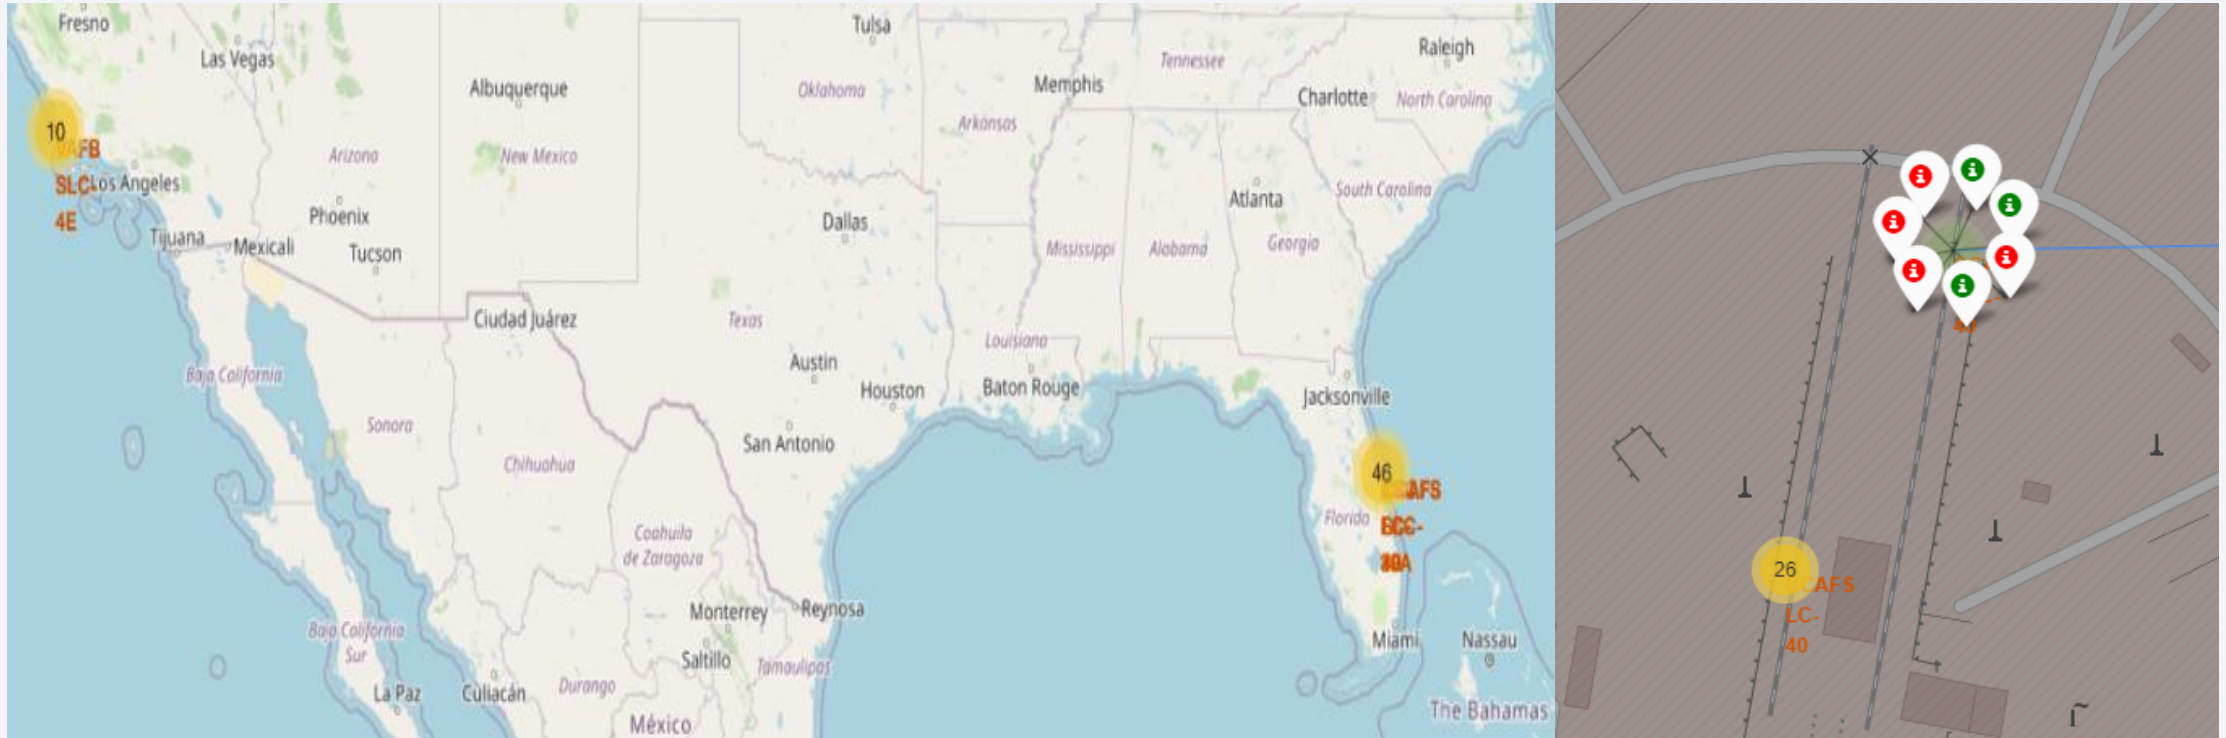 Fresno
Las Vegas
Albuquerque
Tulsa
Oklahoma
Memphis
Tennessee
Raleigh
Charlotte
North Carolina
Arkansas
10
AFB
SLC-
4E
Los Angeles
Arizona
New Mexico
Phoenix
Tucson
Tijuana
Mexicali
Dallas
Atlanta
South Carolina
Mississippi
Alabama
Georgia
Ciudad Juárez
Texas
Louisiana
Austin
Houston
Baton Rouge
Jacksonville
Baja California
Sonora
Chihuahua
San Antonio
46
AFS
Florida
Coahuila
de Zaragoza
Monterrey
Reynosa
Saltillo
Tamaulipas
Baja California
Sur
La Paz
Culiacán
Durango
México
Miami
Nassau
The Bahamas
26
CAFS
LC-
40